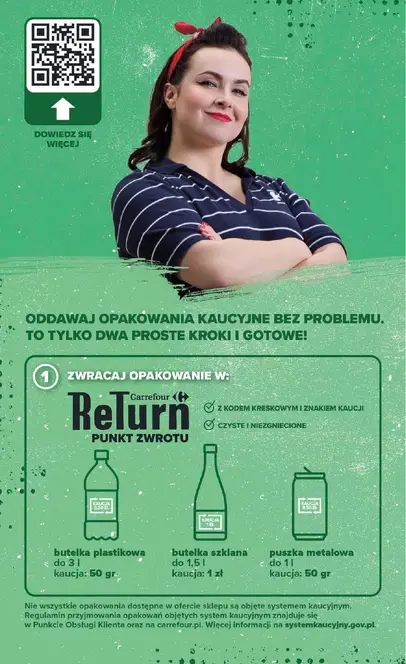 DOWIEDZ SIĘ
WIĘCEJ
ODDAWAJ OPAKOWANIA KAUCYJNE BEZ PROBLEMU.
TO TYLKO DWA PROSTE KROKI I GOTOWE!
1 ZWRACAJ OPAKOWANIE W:
Carrefour
ReTurn
PUNKT ZWROTU
Z KODEM KRESKOWYM I ZNAKIEM KAUCJI
CZYSTE I NIEZGNIECIONE
KAUCJA
KAUCJA
KAUCJA
butelka plastikowa
do 3 l
kaucja: 50 gr
butelka szklana
do 1,5 l
kaucja: 1 zł
puszka metalowa
do 1 l
kaucja: 50 gr
Nie wszystkie opakowania dostępne w ofercie sklepu są objęte systemem kaucyjnym.
Regulamin przyjmowania opakowań objętych system kaucyjnym znajduje się
w Punkcie Obsługi Klienta oraz na carrefour.pl. Więcej informacji na systemkaucyjny.gov.pl.